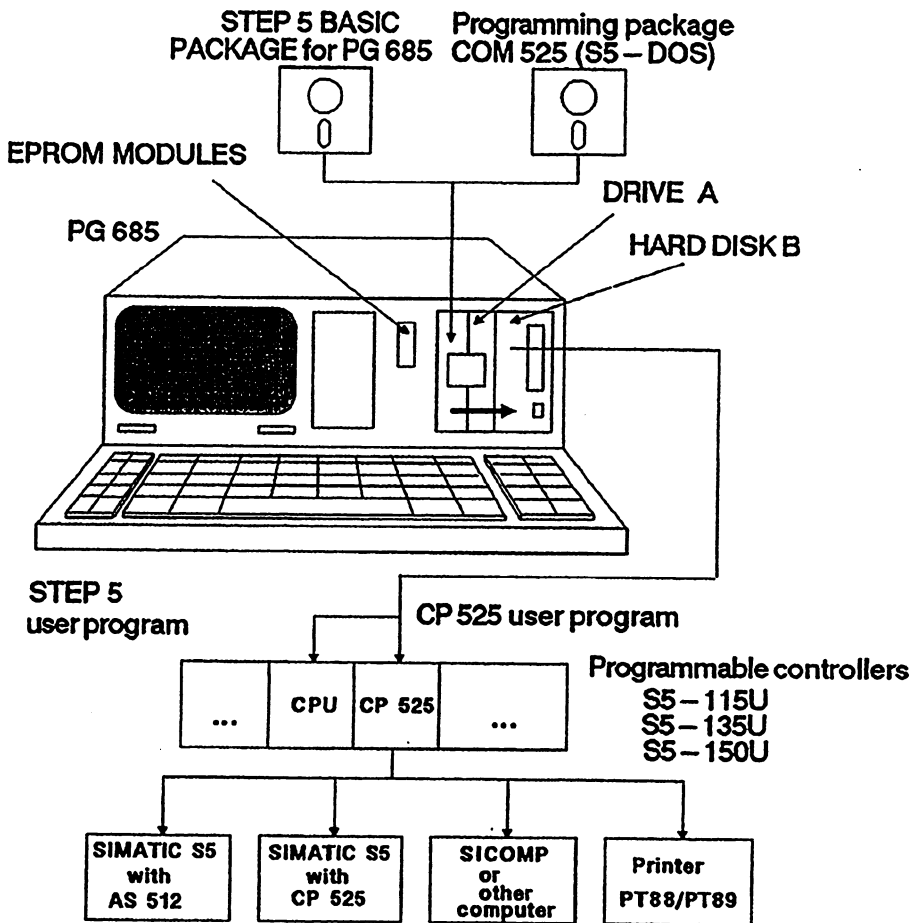 STEP 5 BASIC
PACKAGE for PG 685
Programming package
COM 525 (S5 – DOS)
EPROM MODULES
DRIVE A
PG 685
HARD DISK B
STEP 5
user program
CP 525 user program
Programmable controllers
S5 – 115U
S5 – 135U
S5 – 150U
...
CPU
CP 525
...
SIMATIC S5
with
AS 512
SIMATIC S5
with
CP 525
SICOMP
or
other
computer
Printer
PT88/PT89